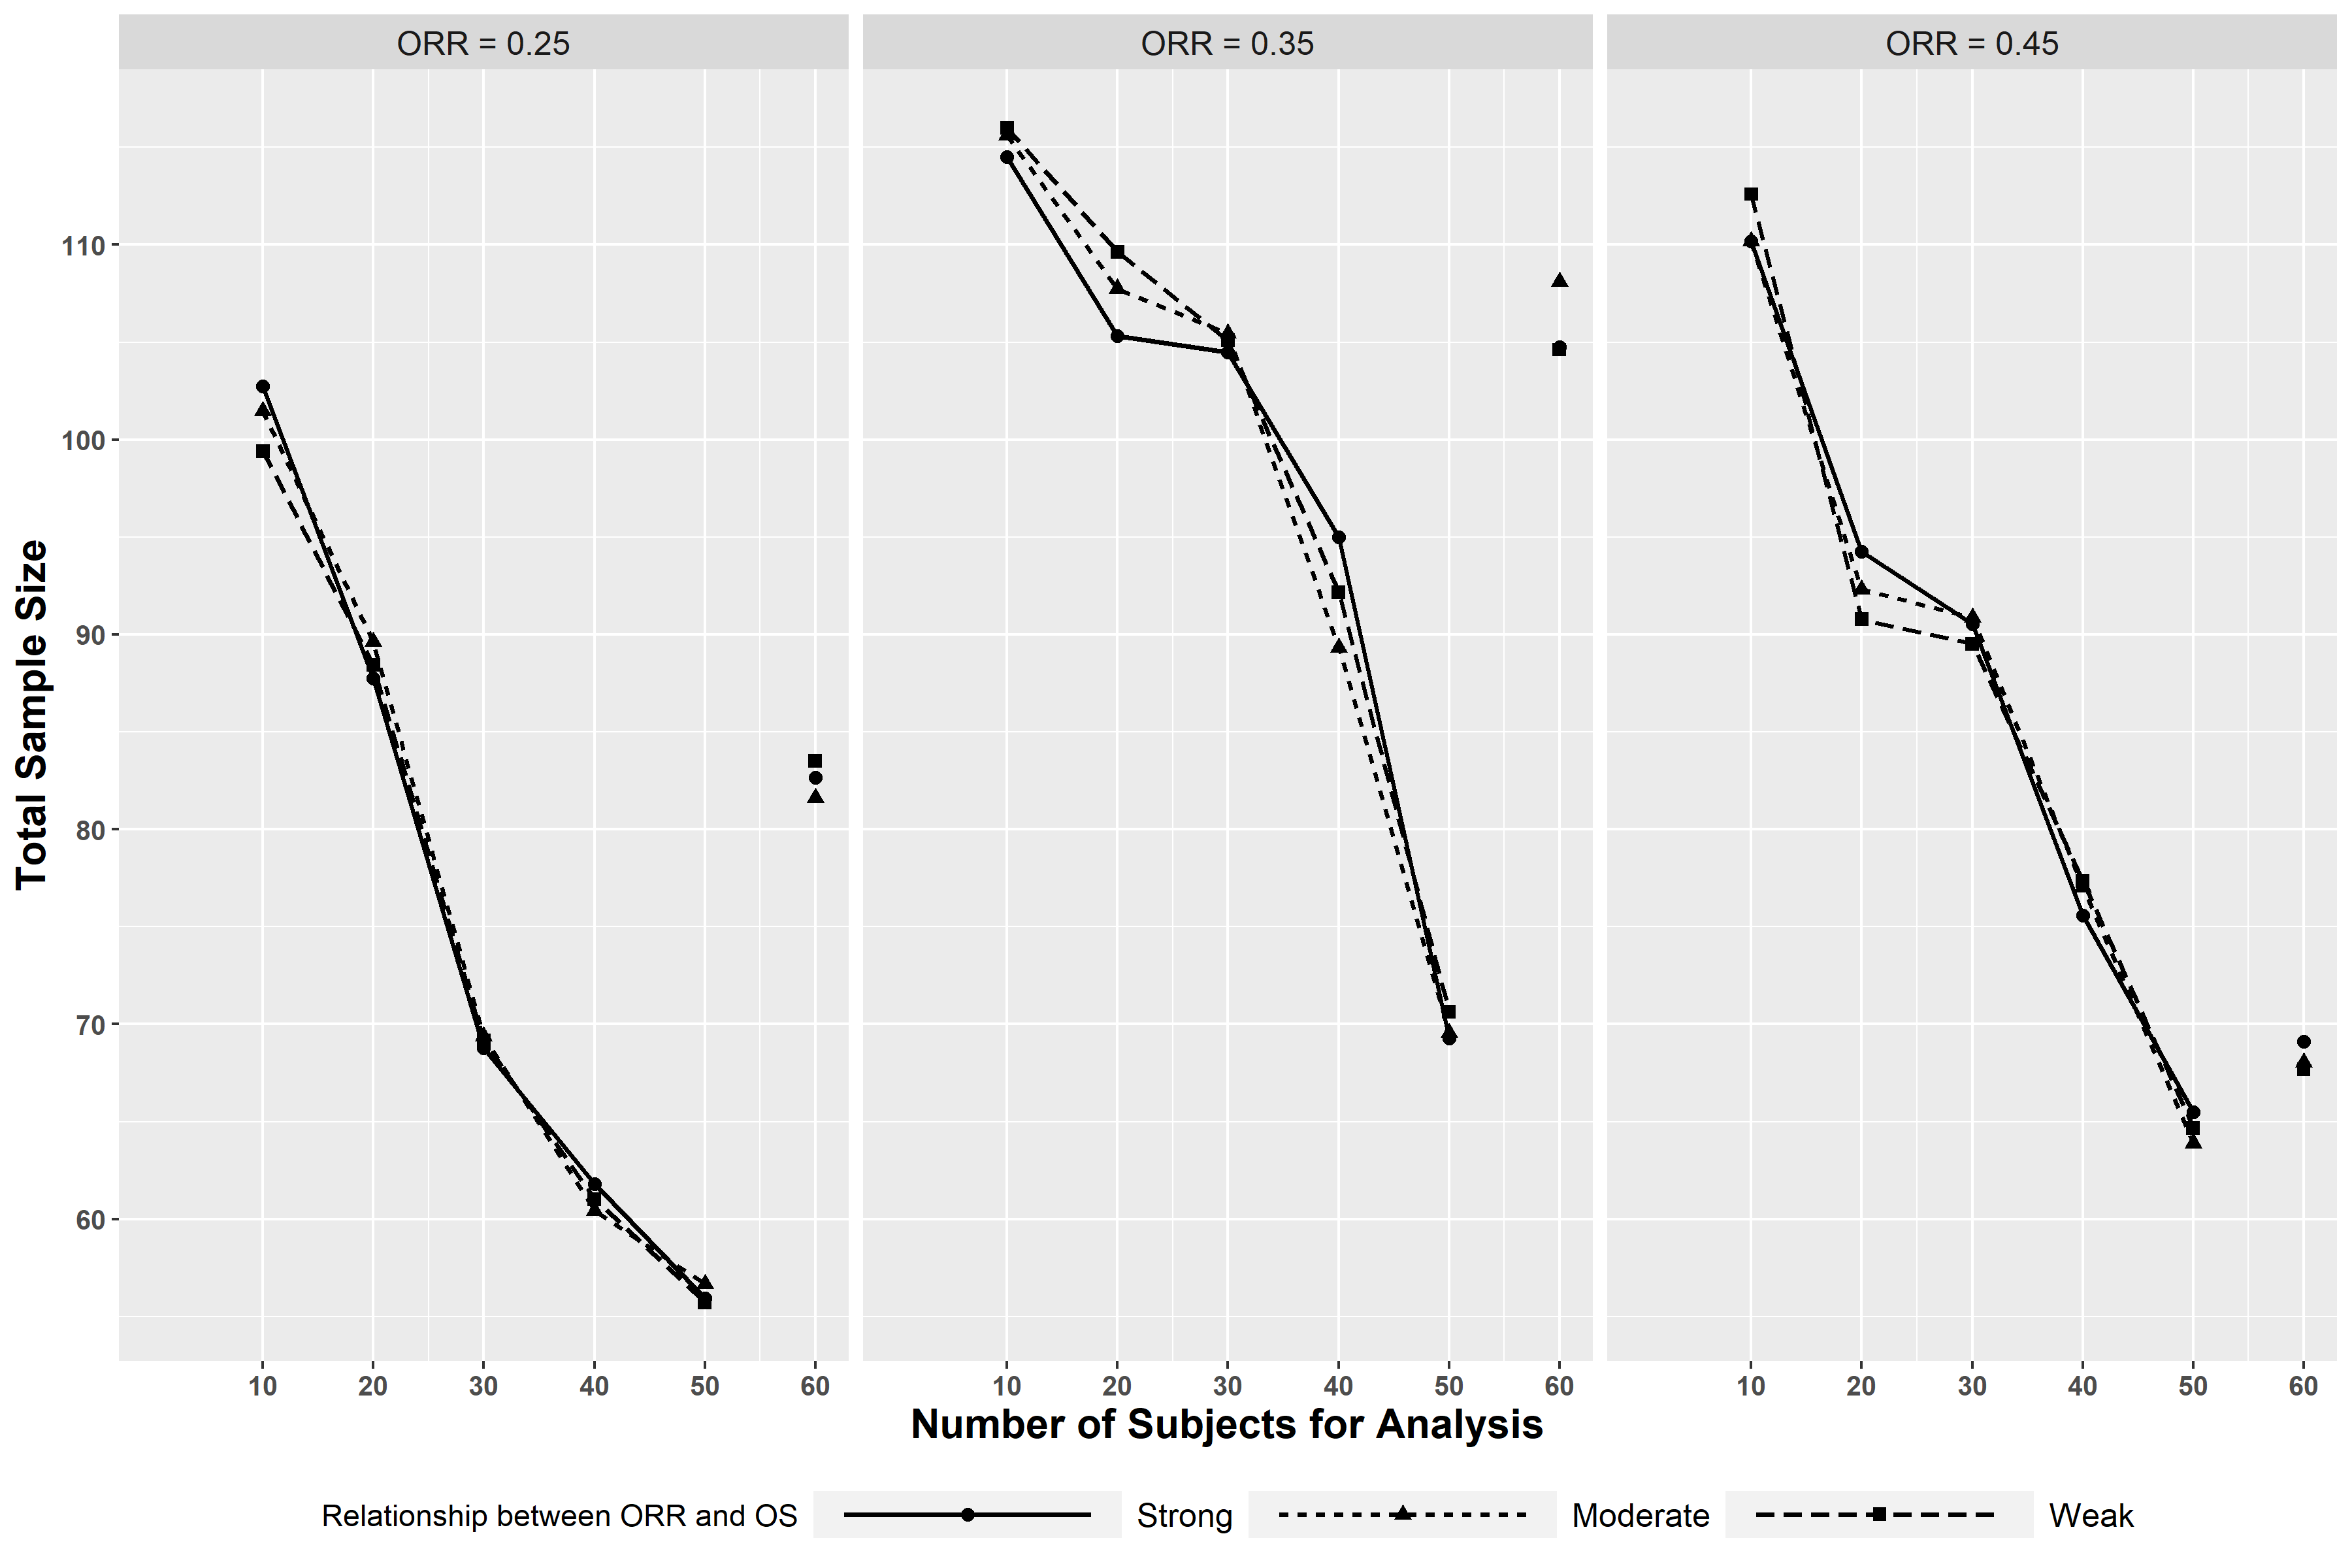 ORR = 0.25
ORR = 0.35
ORR = 0.45
Total Sample Size
110
100
90
80
70
60
10 20 30 40 50 60
10 20 30 40 50 60
10 20 30 40 50 60
Number of Subjects for Analysis
Relationship between ORR and OS Strong Moderate Weak